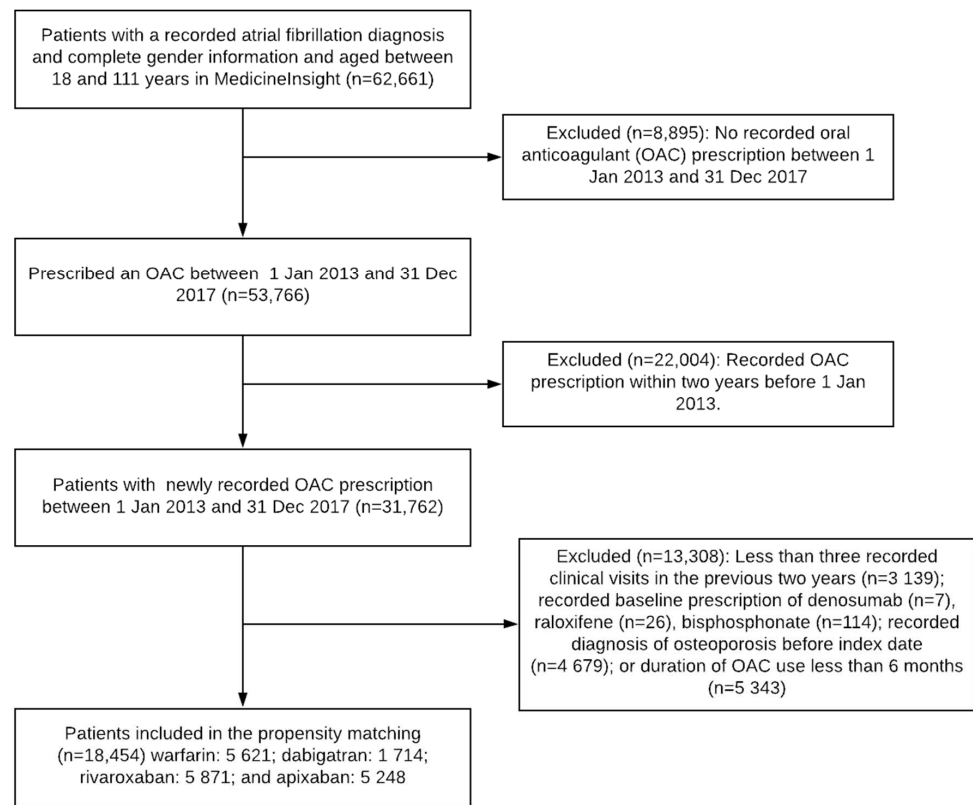 Patients with a recorded atrial fibrillation diagnosis
and complete gender information and aged between
18 and 111 years in MedicineInsight (n=62,661)
Excluded (n=8,895): No recorded oral
anticoagulant (OAC) prescription between 1
Jan 2013 and 31 Dec 2017
Prescribed an OAC between 1 Jan 2013 and 31 Dec
2017 (n=53,766)
Excluded (n=22,004): Recorded OAC
prescription within two years before 1 Jan
2013.
Patients with newly recorded OAC prescription
between 1 Jan 2013 and 31 Dec 2017 (n=31,762)
Excluded (n=13,308): Less than three recorded
clinical visits in the previous two years (n=3 139);
recorded baseline prescription of denosumab (n=7),
raloxifene (n=26), bisphosphonate (n=114); recorded
diagnosis of osteoporosis before index date
(n=4 679); or duration of OAC use less than 6 months
(n=5 343)
Patients included in the propensity matching
(n=18,454) warfarin: 5 621; dabigatran: 1 714;
rivaroxaban: 5 871; and apixaban: 5 248